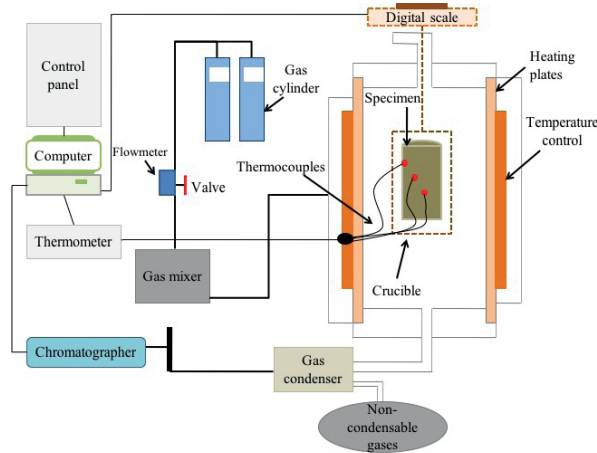 Digital scale
Control
panel
Gas
cylinder
Heating
plates
Specimen
Temperature
control
Computer
Flowmeter
Thermocouples
Valve
Thermometer
Gas mixer
Crucible
Chromatographer
Gas
condenser
Non-
condensable
gases